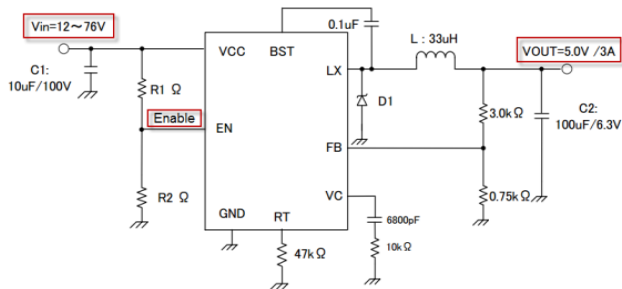 Vin=12～76V
0.1uF
L : 33uH
VOUT=5.0V /3A
VCC
BST
LX
C1:
10uF/100V
R1 Ω
D1
3.0kΩ
C2:
100uF/6.3V
Enable
EN
FB
R2 Ω
VC
0.75kΩ
GND
RT
6800pF
47kΩ
10kΩ